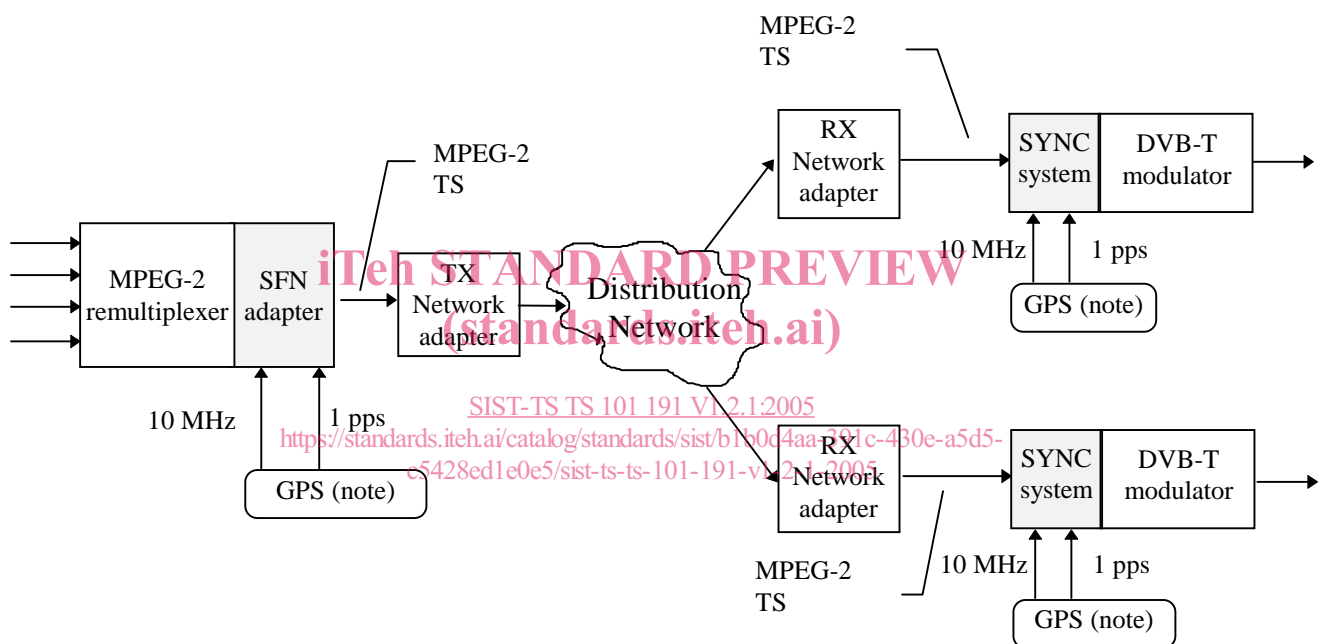 MPEG-2
TS
MPEG-2
TS
RX
Network
adapter
SYNC
system
DVB-T
modulator
10 MHz
1 pps
GPS (note)
MPEG-2
remultiplexer
SFN
adapter
TX
Network
adapter
Distribution
Network
iTeh STANDARD PREVIEW
(standards.iteh.ai)
10 MHz
1 pps
GPS (note)
SIST-TS TS 101 191 V1.2.1:2005
https://standards.iteh.ai/catalog/standards/sist/b1b0d4aa-391c-430e-a5d5-
c5428ed1e0e5/sist-ts-ts-101-191-v1-2-1-2005
RX
Network
adapter
SYNC
system
DVB-T
modulator
MPEG-2
TS
10 MHz
1 pps
GPS (note)